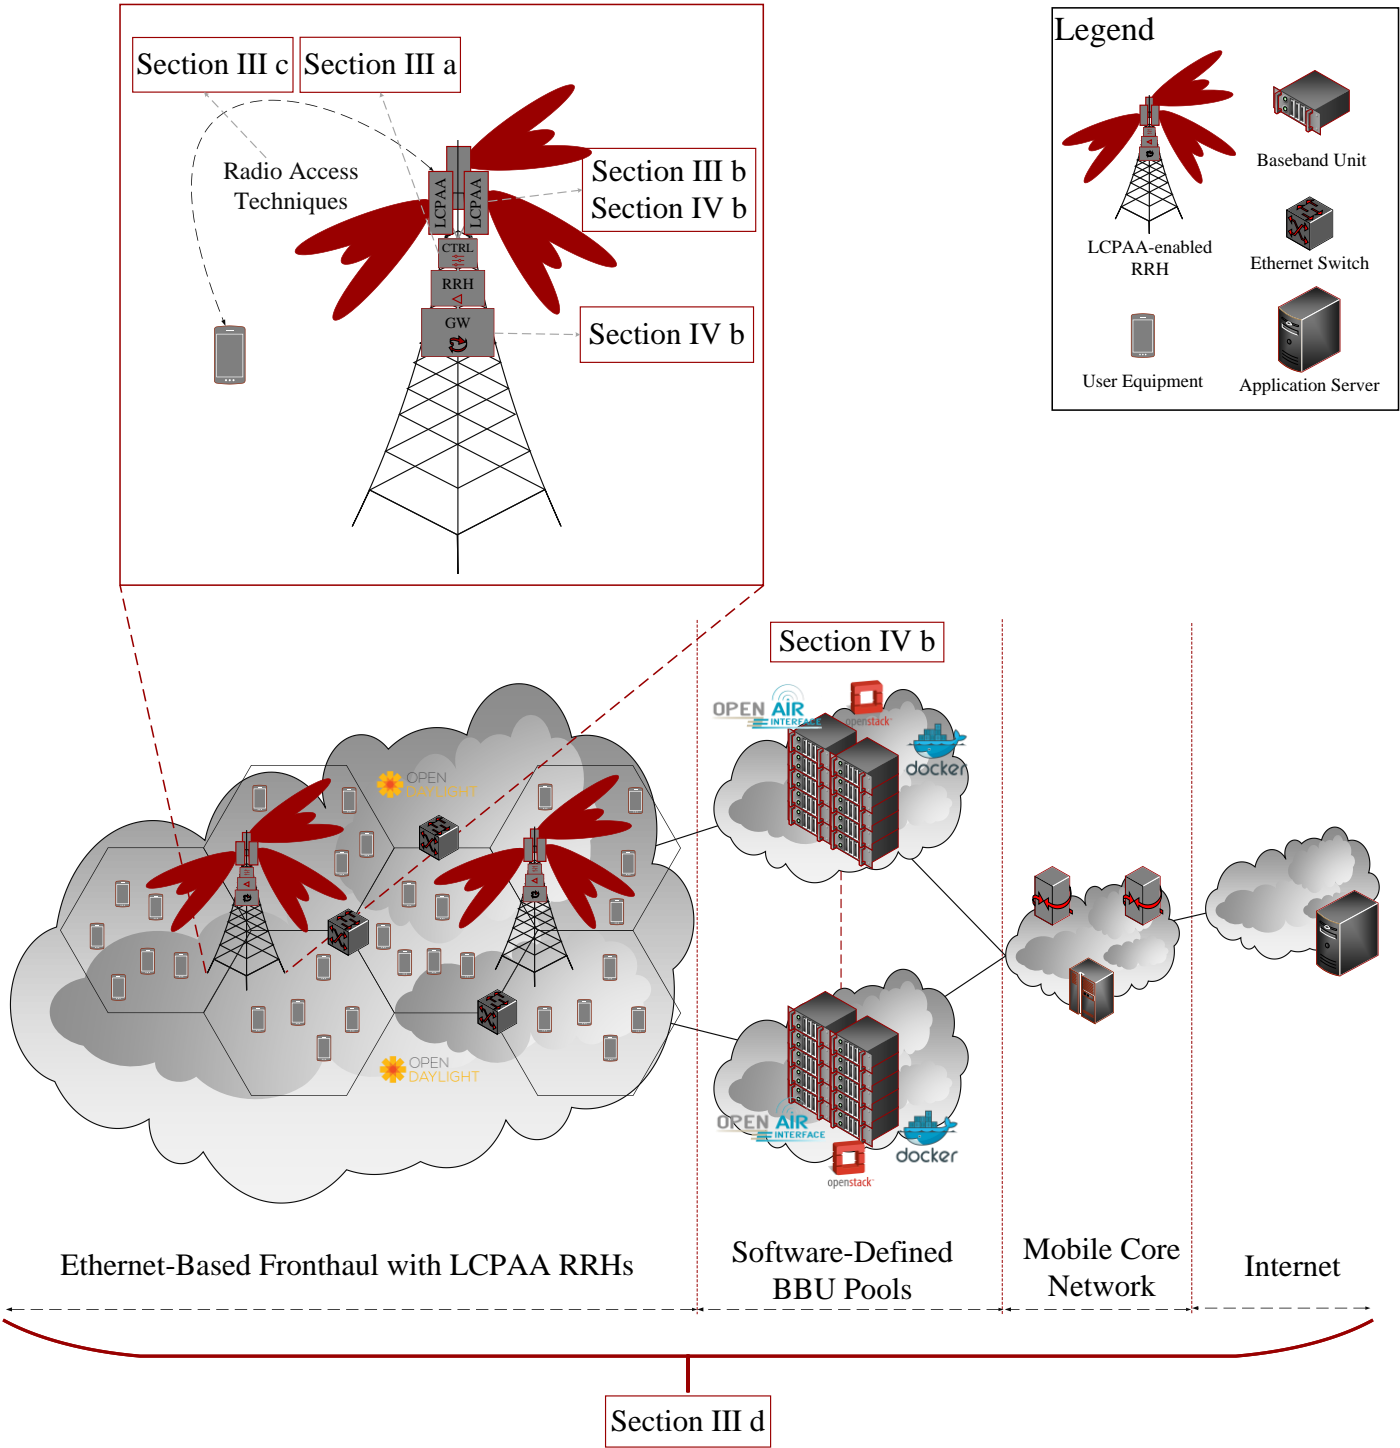 Section III c
Section III a
Radio Access
Techniques
LCPAA
LCPAA
Section III b
Section IV b
CTRL
RRH
GW
Section IV b
Legend
LCPAA-enabled
RRH
Baseband Unit
Ethernet Switch
User Equipment
Application Server
Section IV b
OPEN AIR
INTERFACE
openstack
docker
OPEN
DAYLIGHT
OPEN
DAYLIGHT
OPEN AIR
INTERFACE
openstack
docker
Ethernet-Based Fronthaul with LCPAA RRHs
Software-Defined
BBU Pools
Mobile Core
Network
Internet
Section III d